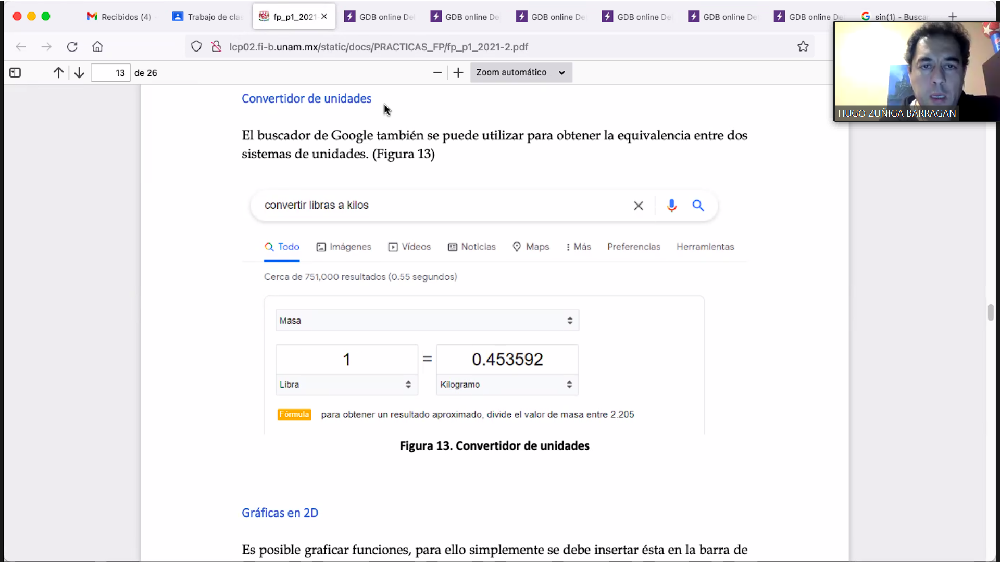 Recibidos (4)
Trabajo de clas
fp_p1_2021
GDB online De
GDB online De
GDB online De
GDB online De
GDB online De
GDB online De
sin(1) - Buscar
lcp02.fi-b.unam.mx/static/docs/PRACTICAS_FP/fp_p1_2021-2.pdf
13 de 26
Zoom automático
HUGO ZUÑIGA BARRAGAN
Convertidor de unidades
El buscador de Google también se puede utilizar para obtener la equivalencia entre dos
sistemas de unidades. (Figura 13)
convertir libras a kilos
Todo
Imágenes
Vídeos
Noticias
Maps
Más
Preferencias
Herramientas
Cerca de 751,000 resultados (0.55 segundos)
Masa
1 = 0.453592
Libra
Kilogramo
Fórmula para obtener un resultado aproximado, divide el valor de masa entre 2.205
Figura 13. Convertidor de unidades
Gráficas en 2D
Es posible graficar funciones, para ello simplemente se debe insertar ésta en la barra de